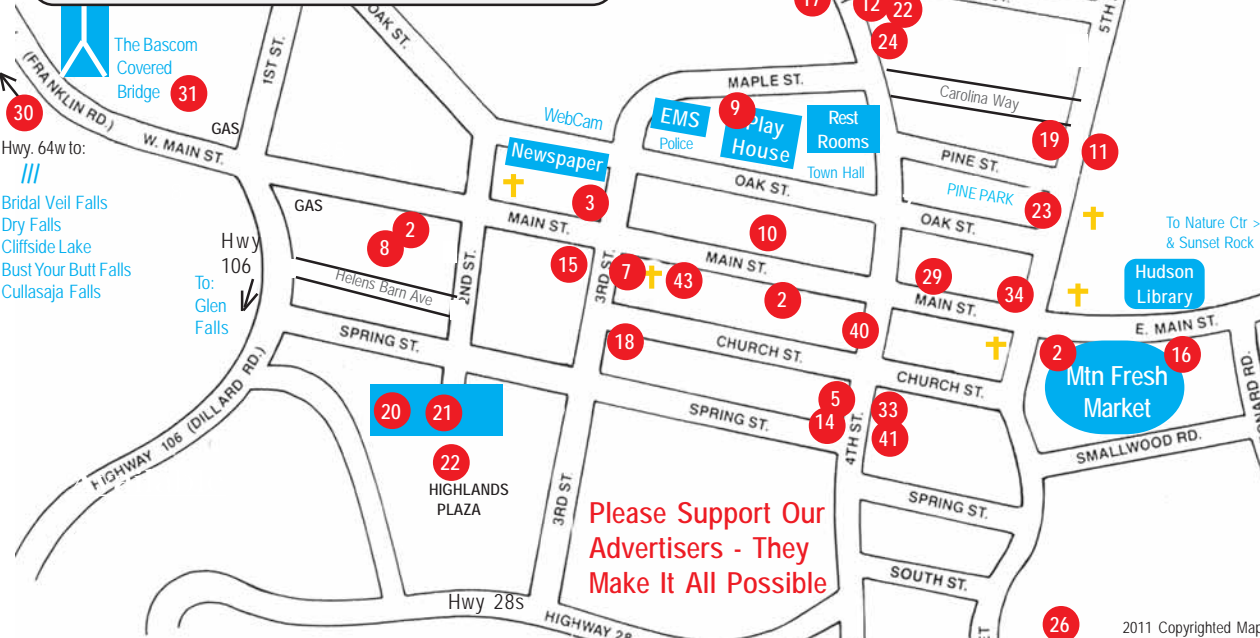 17
12
22
24
5TH
OAK ST.
1ST ST.
The Bascom
Covered
Bridge
31
30
(FRANKLIN RD.)
W. MAIN ST.
GAS
Hwy. 64w to:
///
Bridal Veil Falls
Dry Falls
Cliffside Lake
Bust Your Butt Falls
Cullasaja Falls
Hwy
106
To:
Glen
Falls
GAS
2
8
Helens Barn Ave
2ND ST.
SPRING ST.
HIGHWAY 106 (DILLARD RD.)
20
21
22
HIGHLANDS
PLAZA
WebCam
Newspaper
3
MAIN ST.
15
3RD ST.
MAPLE ST.
EMS
Police
9
Play
House
Rest
Rooms
Town Hall
OAK ST.
10
MAIN ST.
7
43
2
40
18
CHURCH ST.
5
14
SPRING ST.
4TH ST.
33
41
3RD ST.
Please Support Our
Advertisers - They
Make It All Possible
Hwy 28s
HIGHWAY 28
Carolina Way
19
11
PINE ST.
PINE PARK
23
OAK ST.
29
34
MAIN ST.
CHURCH ST.
To Nature Ctr >
& Sunset Rock
Hudson
Library
E. MAIN ST.
2
16
Mtn Fresh
Market
SMALLWOOD RD.
SPRING ST.
SOUTH ST.
26
2011 Copyrighted Map